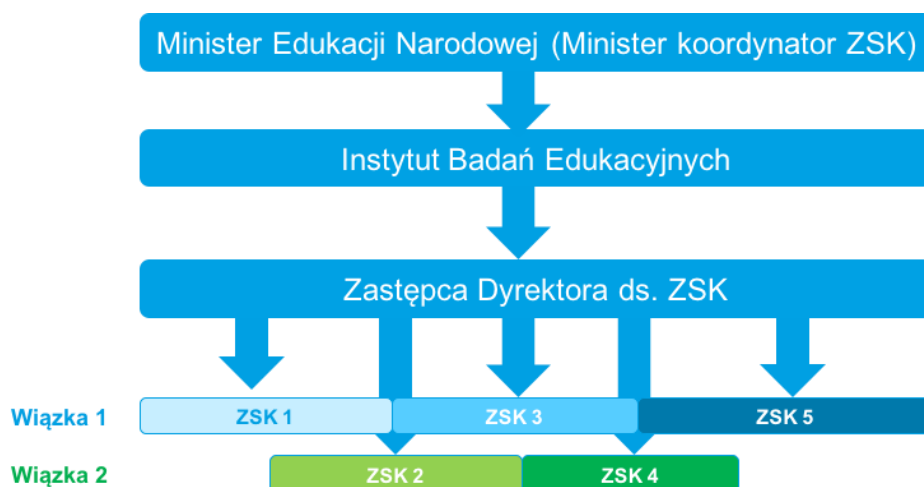 Minister Edukacji Narodowej (Minister koordynator ZSK)
Instytut Badań Edukacyjnych
Zastępca Dyrektora ds. ZSK
Wiązka 1 ZSK 1 ZSK 3 ZSK 5
Wiązka 2 ZSK 2 ZSK 4